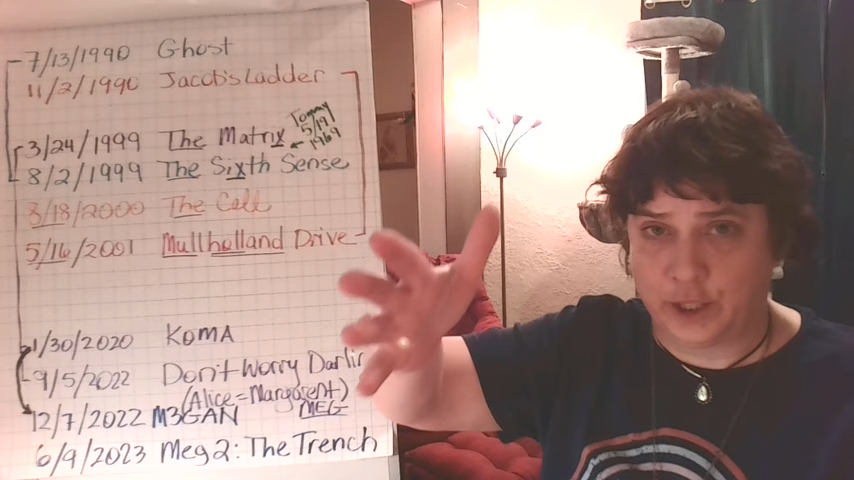 7/13/1990 Ghost
11/2/1990 Jacob's Ladder
3/24/1999 The Matrix
Tommy
5/19/
1969
8/2/1999 The Sixth Sense
8/18/2000 The Cell
5/16/2001 Mullholland Drive
1/30/2020 KOMA
9/5/2022 Don't Worry Darlin
(Alice = Margaret)
12/7/2022 M3GAN MEG
6/9/2023 Meg 2: The Trench